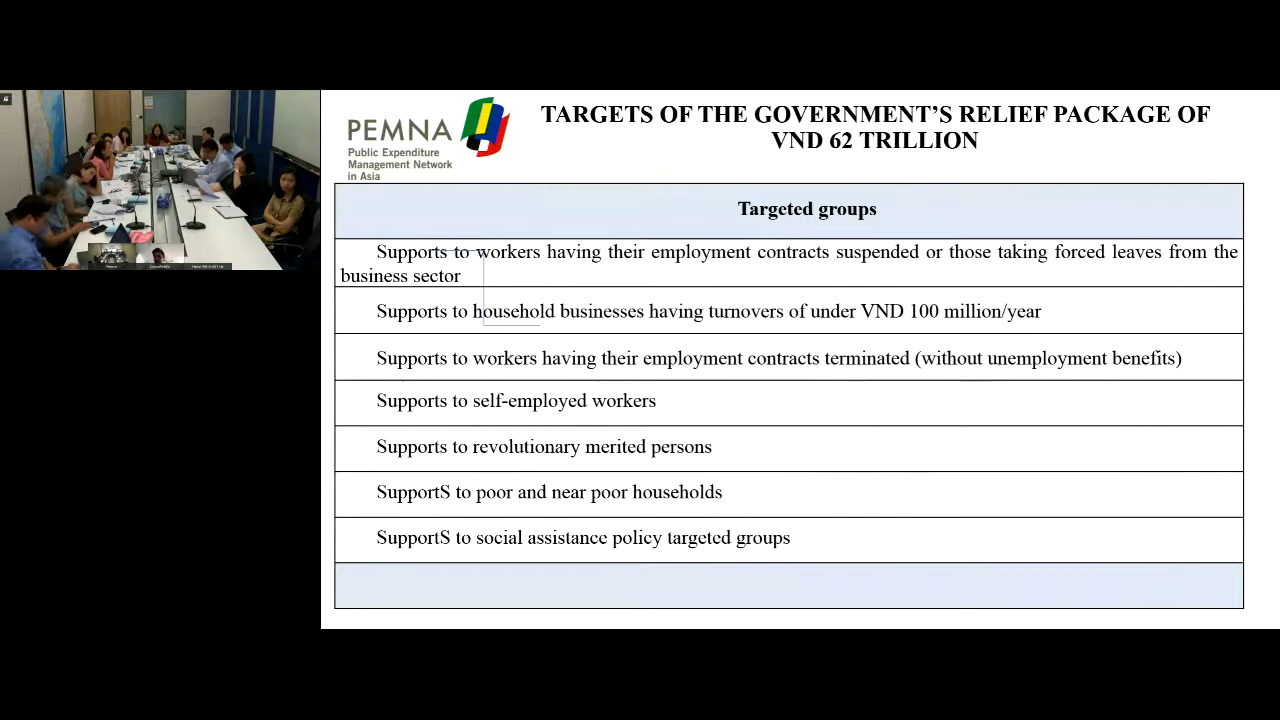 PEMNA
Public Expenditure
Management Network
in Asia
TARGETS OF THE GOVERNMENT’S RELIEF PACKAGE OF
VND 62 TRILLION
Targeted groups
Supports to workers having their employment contracts suspended or those taking forced leaves from the
business sector
Supports to household businesses having turnovers of under VND 100 million/year
Supports to workers having their employment contracts terminated (without unemployment benefits)
Supports to self-employed workers
Supports to revolutionary merited persons
SupportS to poor and near poor households
SupportS to social assistance policy targeted groups